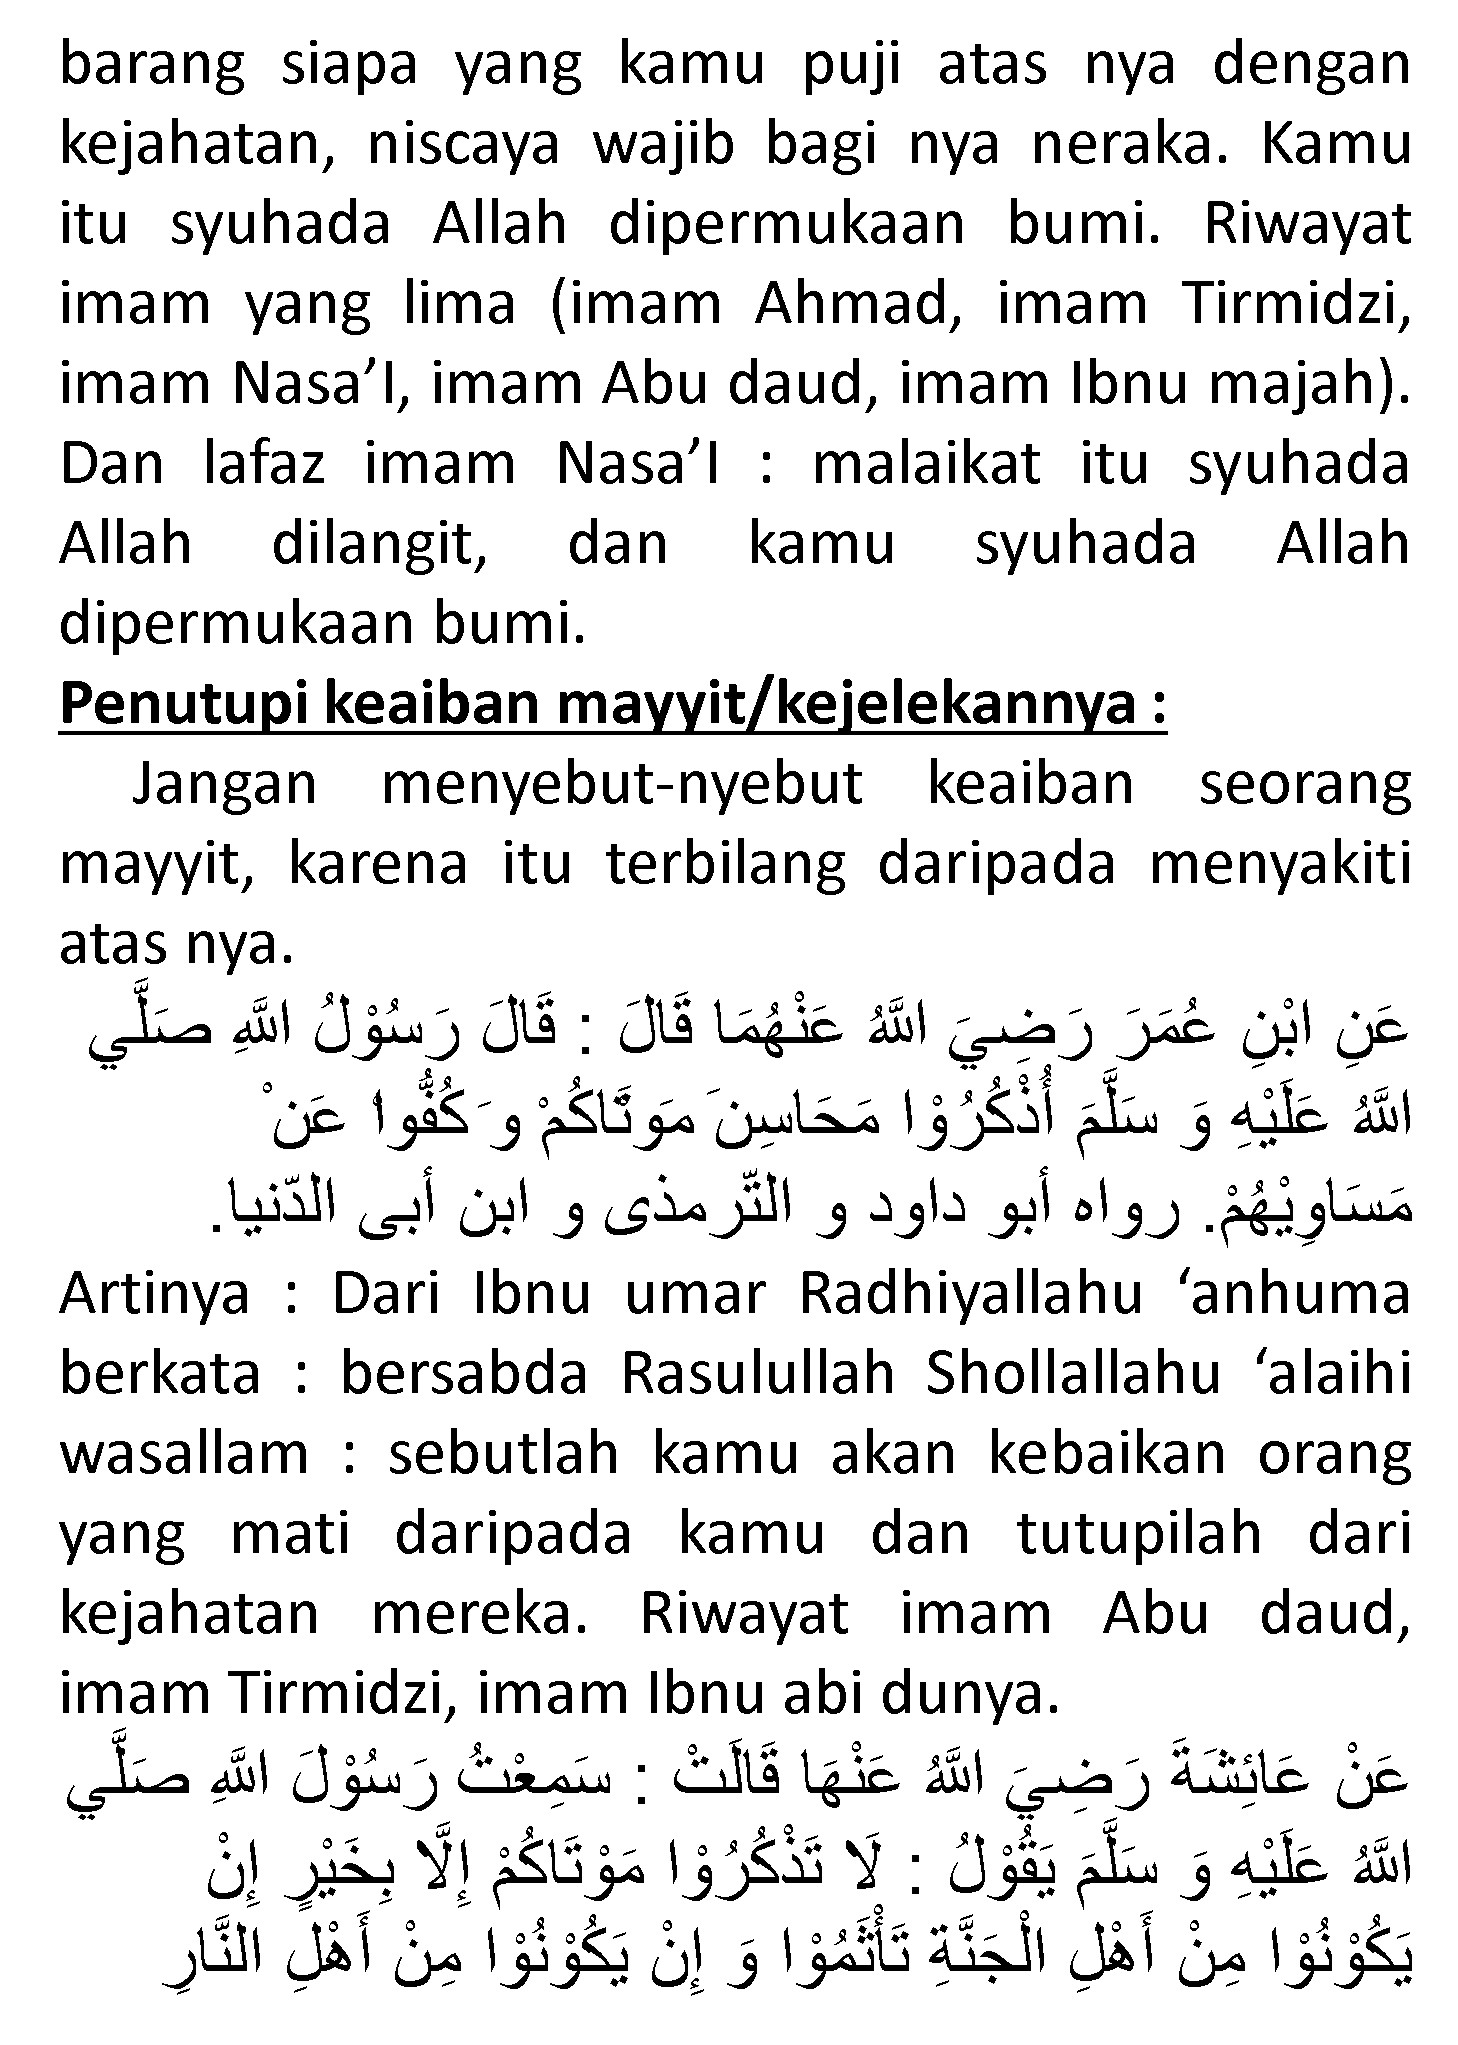 barang siapa yang kamu puji atas nya dengan
kejahatan, niscaya wajib bagi nya neraka. Kamu
itu syuhada Allah dipermukaan bumi. Riwayat
imam yang lima (imam Ahmad, imam Tirmidzi,
imam Nasa’I, imam Abu daud, imam Ibnu majah).
Dan lafaz imam Nasa’I : malaikat itu syuhada
Allah dilangit, dan kamu syuhada Allah
dipermukaan bumi.
Penutupi keaiban mayyit/kejelekannya :
Jangan menyebut-nyebut keaiban seorang
mayyit, karena itu terbilang daripada menyakiti
atas nya.
عَنِ ابْنِ عُمَرَ رَضِيَ اللَّهُ عَنْهُمَا قَالَ : قَالَ رَسُوْلُ اللَّهِ صَلَّي
اللَّهُ عَلَيْهِ وَ سَلَّمَ أُذْكُرُوْا مَحَاسِنَ مَوتَاكُمْ وَ كُفُّوا عَنْ
مَسَاوِيْهُمْ. رواه أبو داود و التّرمذى و ابن أبى الدّنيا.
Artinya : Dari Ibnu umar Radhiyallahu ‘anhuma
berkata : bersabda Rasulullah Shollallahu ‘alaihi
wasallam : sebutlah kamu akan kebaikan orang
yang mati daripada kamu dan tutupilah dari
kejahatan mereka. Riwayat imam Abu daud,
imam Tirmidzi, imam Ibnu abi dunya.
عَنْ عَائِشَةَ رَضِيَ اللَّهُ عَنْهَا قَالَتْ : سَمِعْتُ رَسُوْلَ اللَّهِ صَلَّي
اللَّهُ عَلَيْهِ وَ سَلَّمَ يَقُوْلُ : لَا تَذْكُرُوْا مَوْتَاكُمْ إِلَّا بِخَيْرٍ إِنْ
يَكُوْنُوْا مِنْ أَهْلِ الْجَنَّةِ تَأْثَمُوْا وَ إِنْ يَكُوْنُوْا مِنْ أَهْلِ النَّارِ